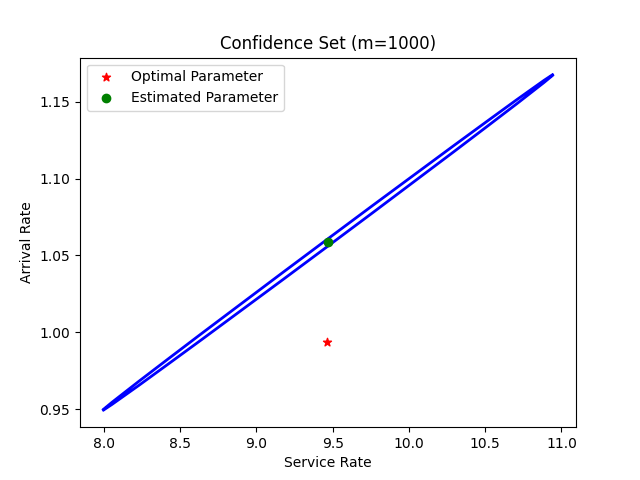 Confidence Set (m=1000)
Optimal Parameter
Estimated Parameter
Arrival Rate
1.15
1.10
1.05
1.00
0.95
8.0 8.5 9.0 9.5 10.0 10.5 11.0
Service Rate